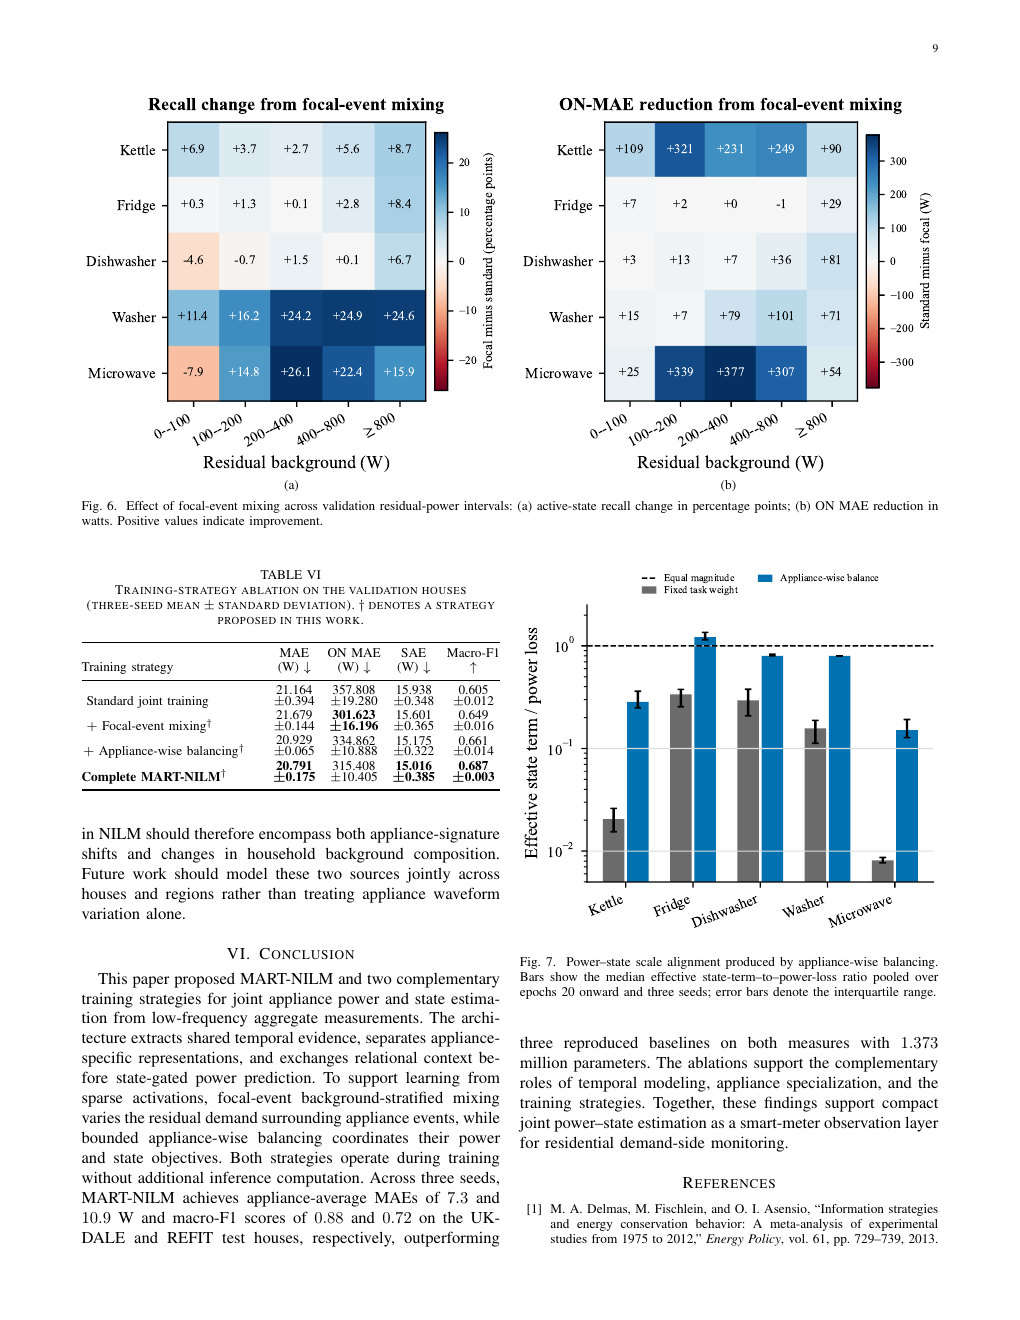 9
Recall change from focal-event mixing
Kettle +6.9 +3.7 +2.7 +5.6 +8.7
Fridge +0.3 +1.3 +0.1 +2.8 +8.4
Dishwasher -4.6 -0.7 +1.5 +0.1 +6.7
Washer +11.4 +16.2 +24.2 +24.9 +24.6
Microwave -7.9 +14.8 +26.1 +22.4 +15.9
0--100 100--200 200--400 400--800 ≥ 800
Residual background (W)
20
10
0
−10
−20
Focal minus standard (percentage points)
(a)
ON-MAE reduction from focal-event mixing
Kettle +109 +321 +231 +249 +90
Fridge +7 +2 +0 -1 +29
Dishwasher +3 +13 +7 +36 +81
Washer +15 +7 +79 +101 +71
Microwave +25 +339 +377 +307 +54
0--100 100--200 200--400 400--800 ≥ 800
Residual background (W)
300
200
100
0
−100
−200
−300
Standard minus focal (W)
(b)
Fig. 6. Effect of focal-event mixing across validation residual-power intervals: (a) active-state recall change in percentage points; (b) ON MAE reduction in
watts. Positive values indicate improvement.
TABLE VI
TRAINING-STRATEGY ABLATION ON THE VALIDATION HOUSES
(THREE-SEED MEAN ± STANDARD DEVIATION). † DENOTES A STRATEGY
PROPOSED IN THIS WORK.
MAE ON MAE SAE Macro-F1
Training strategy (W) ↓ (W) ↓ (W) ↓ ↑
21.164 357.808 15.938 0.605
Standard joint training ±0.394 ±19.280 ±0.348 ±0.012
21.679 301.623 15.601 0.649
+ Focal-event mixing† ±0.144 ±16.196 ±0.365 ±0.016
20.929 334.862 15.175 0.661
+ Appliance-wise balancing† ±0.065 ±10.888 ±0.322 ±0.014
20.791 315.408 15.016 0.687
Complete MART-NILM† ±0.175 ±10.405 ±0.385 ±0.003
in NILM should therefore encompass both appliance-signature
shifts and changes in household background composition.
Future work should model these two sources jointly across
houses and regions rather than treating appliance waveform
variation alone.
VI. CONCLUSION
This paper proposed MART-NILM and two complementary
training strategies for joint appliance power and state estima-
tion from low-frequency aggregate measurements. The archi-
tecture extracts shared temporal evidence, separates appliance-
specific representations, and exchanges relational context be-
fore state-gated power prediction. To support learning from
sparse activations, focal-event background-stratified mixing
varies the residual demand surrounding appliance events, while
bounded appliance-wise balancing coordinates their power
and state objectives. Both strategies operate during training
without additional inference computation. Across three seeds,
MART-NILM achieves appliance-average MAEs of 7.3 and
10.9 W and macro-F1 scores of 0.88 and 0.72 on the UK-
DALE and REFIT test houses, respectively, outperforming
Equal magnitude
Fixed task weight
Appliance-wise balance
Effective state term / power loss
10⁰
10⁻¹
10⁻²
Kettle Fridge Dishwasher Washer Microwave
Fig. 7. Power–state scale alignment produced by appliance-wise balancing.
Bars show the median effective state-term–to–power-loss ratio pooled over
epochs 20 onward and three seeds; error bars denote the interquartile range.
three reproduced baselines on both measures with 1.373
million parameters. The ablations support the complementary
roles of temporal modeling, appliance specialization, and the
training strategies. Together, these findings support compact
joint power–state estimation as a smart-meter observation layer
for residential demand-side monitoring.
REFERENCES
[1] M. A. Delmas, M. Fischlein, and O. I. Asensio, “Information strategies
and energy conservation behavior: A meta-analysis of experimental
studies from 1975 to 2012,” Energy Policy, vol. 61, pp. 729–739, 2013.